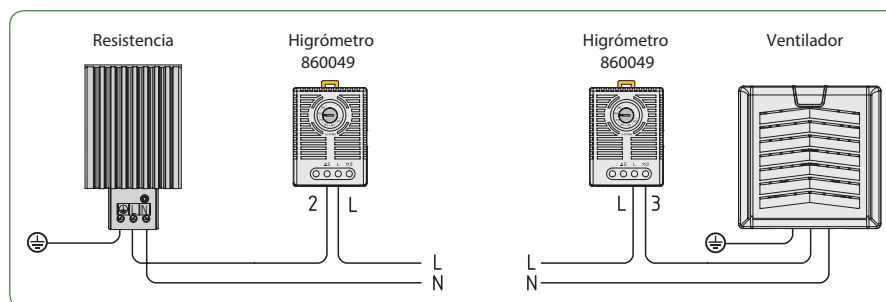 Resistencia
Higrómetro
860049
Higrómetro
860049
Ventilador
L N
2
L
L
3
L
N
L
N